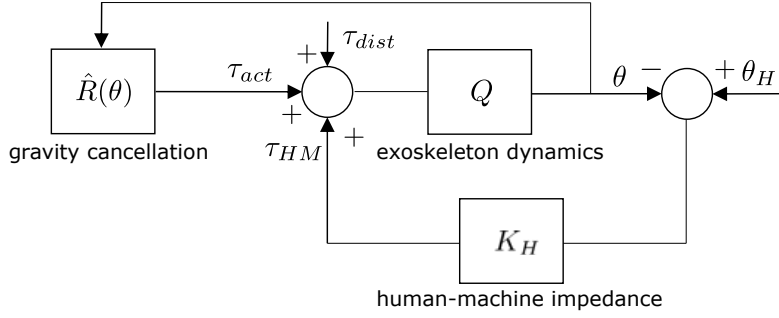 +
τ_dist
R̂(θ)
τ_act
+
Q
θ
−
+
θ_H
gravity cancellation
τ_HM
+
exoskeleton dynamics
K_H
human-machine impedance